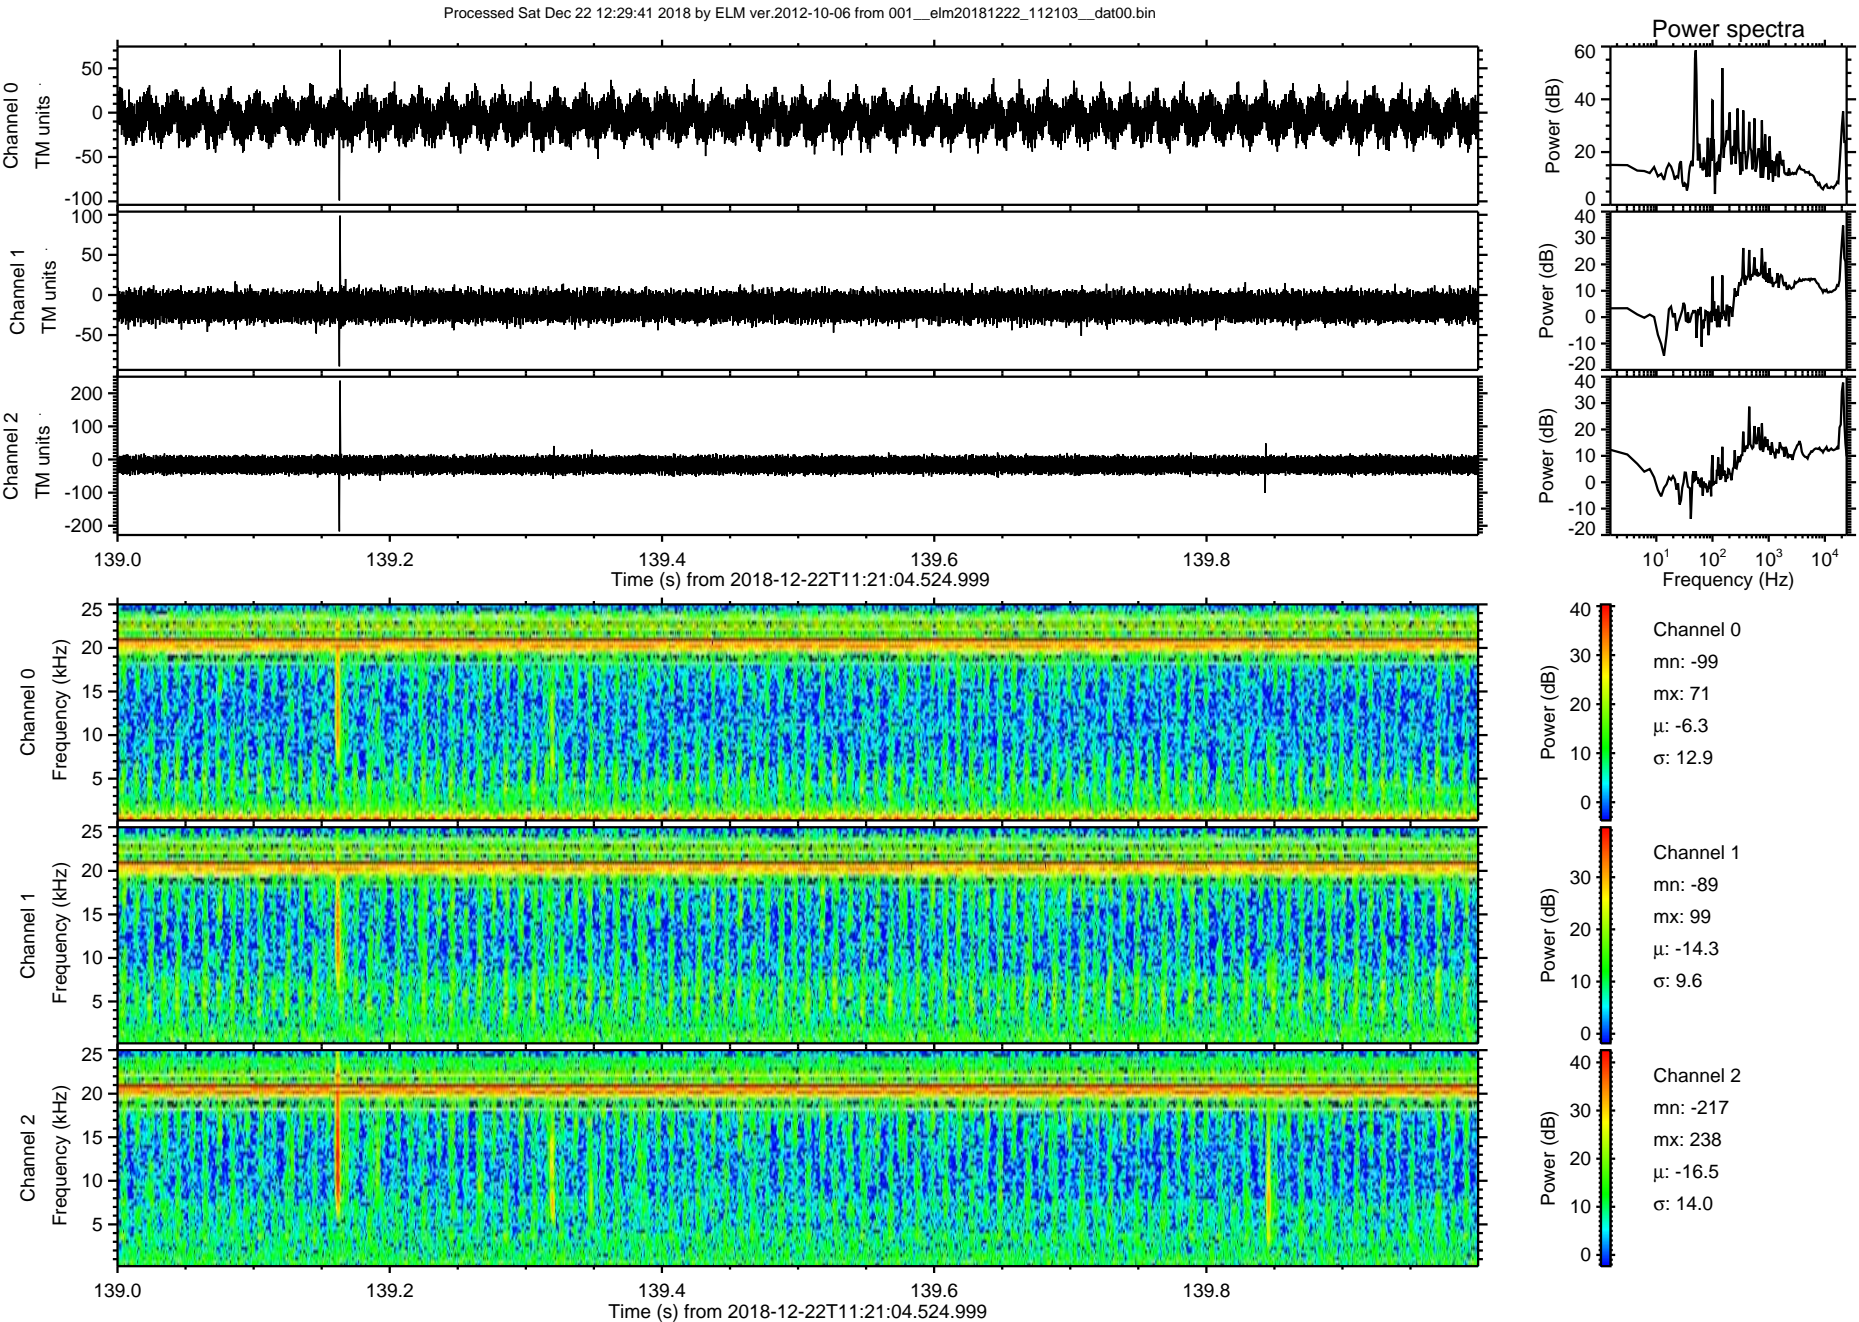 Processed Sat Dec 22 12:29:41 2018 by ELM ver.2012-10-06 from 001__elm20181222_112103__dat00.bin
Power spectra
Channel 0
TM units
50
0
-50
-100
Power (dB)
60
40
20
0
Channel 1
TM units
100
50
0
-50
Power (dB)
40
30
20
10
0
-10
-20
Channel 2
TM units
200
100
0
-100
-200
Power (dB)
40
30
20
10
0
-10
-20
139.0 139.2 139.4 139.6 139.8
Time (s) from 2018-12-22T11:21:04.524.999
10¹ 10² 10³ 10⁴
Frequency (Hz)
Channel 0
Frequency (kHz)
25
20
15
10
5
Power (dB)
40
30
20
10
0
Channel 0
mn: -99
mx: 71
μ: -6.3
σ: 12.9
Channel 1
Frequency (kHz)
25
20
15
10
5
Power (dB)
30
20
10
0
Channel 1
mn: -89
mx: 99
μ: -14.3
σ: 9.6
Channel 2
Frequency (kHz)
25
20
15
10
5
Power (dB)
40
30
20
10
0
Channel 2
mn: -217
mx: 238
μ: -16.5
σ: 14.0
139.0 139.2 139.4 139.6 139.8
Time (s) from 2018-12-22T11:21:04.524.999